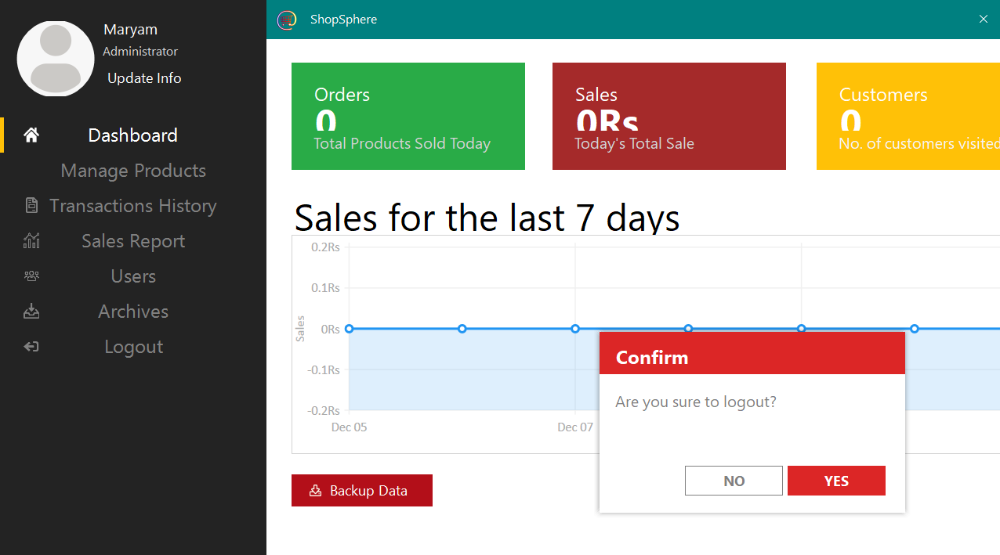 Maryam
Administrator
Update Info
Dashboard
Manage Products
Transactions History
Sales Report
Users
Archives
Logout
ShopSphere
Orders
0
Total Products Sold Today
Sales
0Rs
Today's Total Sale
Customers
0
No. of customers visited
Sales for the last 7 days
0.2Rs
0.1Rs
0Rs
-0.1Rs
-0.2Rs
Sales
Dec 05
Dec 07
Confirm
Are you sure to logout?
NO
YES
Backup Data